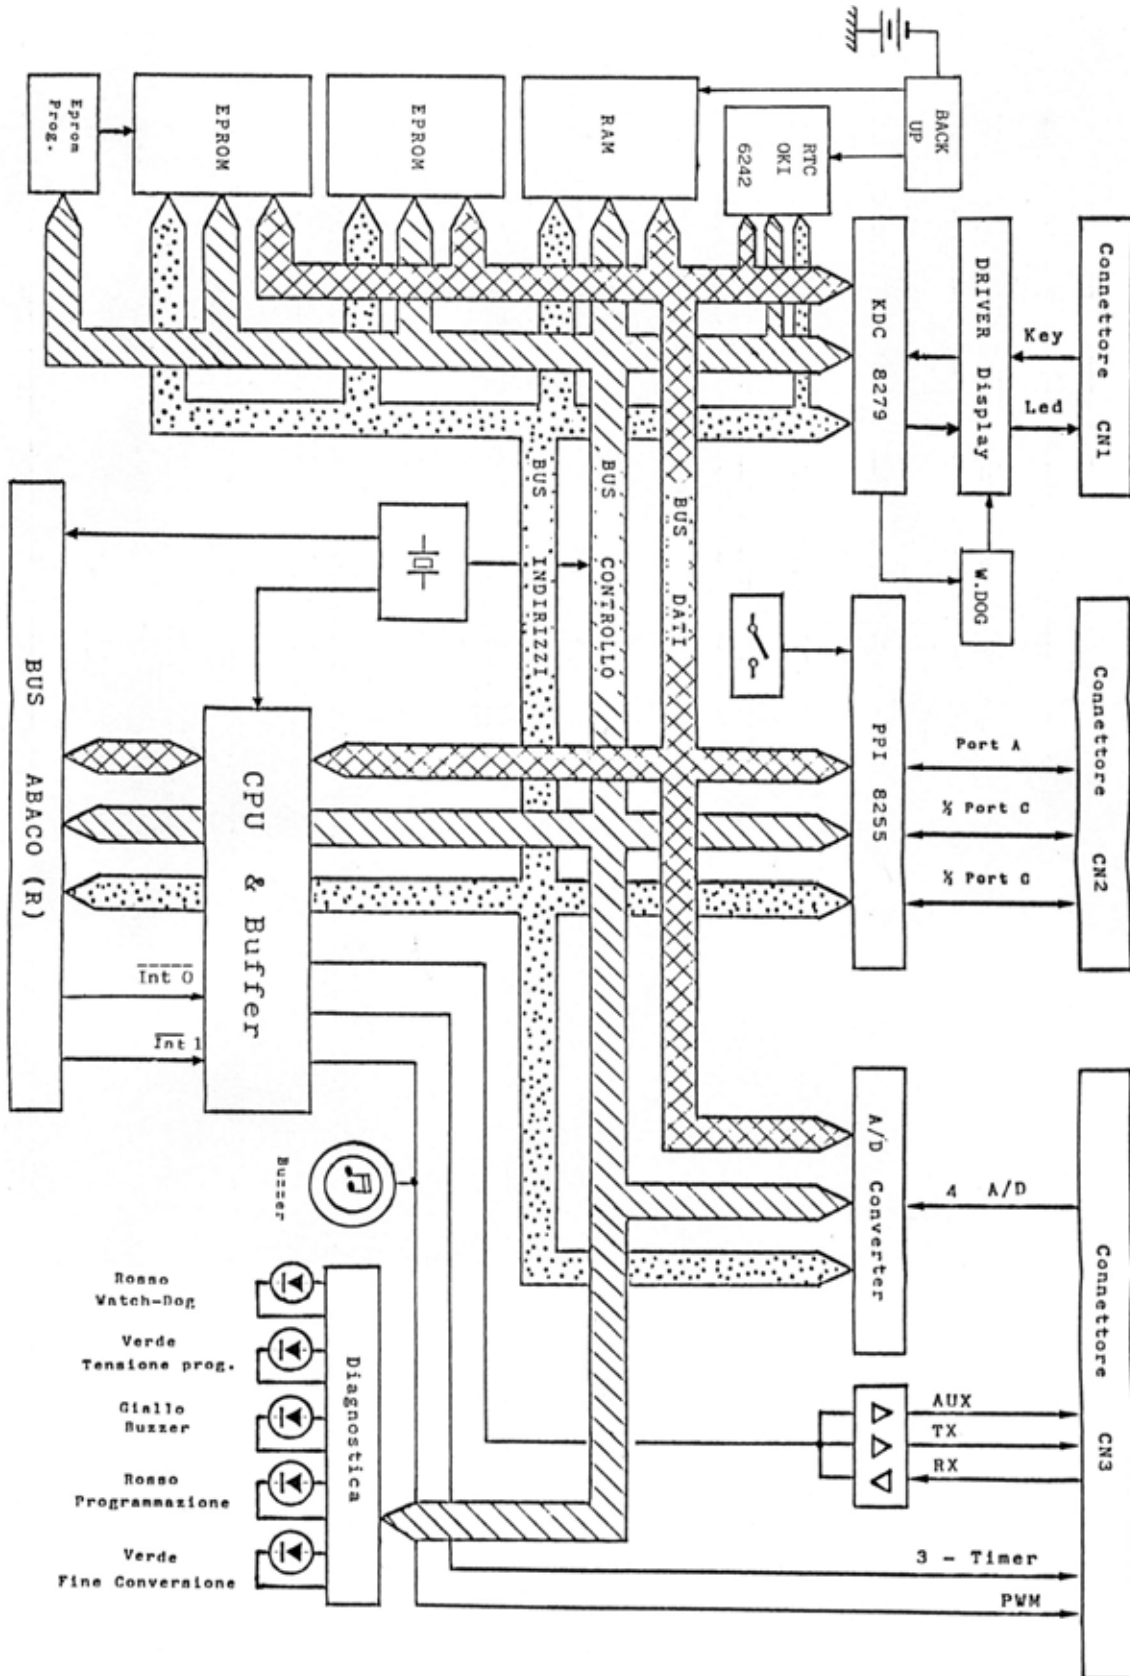 BACK
UP
Eprom
Prog.
EPROM
EPROM
RAM
RTC
OKI
6242
KDC 8279
DRIVER Display
Connettore CN1
Key
Led
W.DOG
BUS INDIRIZZI
BUS CONTROLLO
BUS DATI
BUS ABACO (R)
CPU & Buffer
PPI 8255
Connettore CN2
Port A
½ Port C
½ Port C
Int 0
Int 1
Buzzer
A/D Converter
4 A/D
Connettore CN3
Rosso
Watch-Dog
Verde
Tensione prog.
Giallo
Buzzer
Rosso
Programmazione
Verde
Fine Conversione
Diagnostica
AUX
TX
RX
3 - Timer
PWM